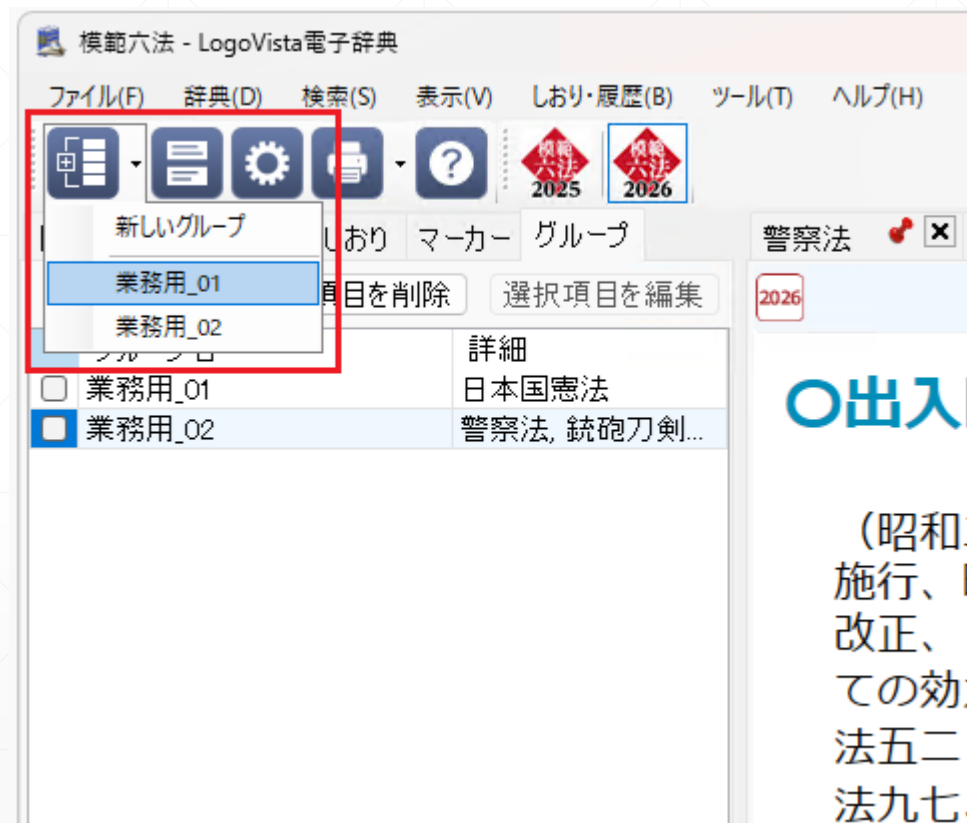 模範六法 - LogoVista電子辞典
ファイル(F) 辞典(D) 検索(S) 表示(V) しおり・履歴(B) ツール(T) ヘルプ(H)
模範六法 2025
模範六法 2026
新しいグループ
業務用_01
業務用_02
しおり マーカー グループ
項目を削除 選択項目を編集
詳細
業務用_01 日本国憲法
業務用_02 警察法, 銃砲刀剣...
警察法
2026
〇出入
（昭和
施行、
改正、
ての効
法五二
法九七